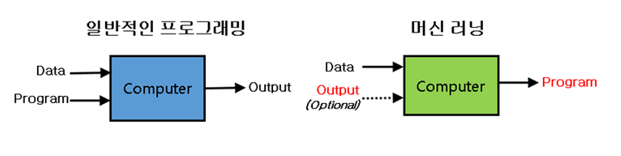 일반적인 프로그래밍
Data
Program
Computer
Output
머신 러닝
Data
Output
(Optional)
Computer
Program